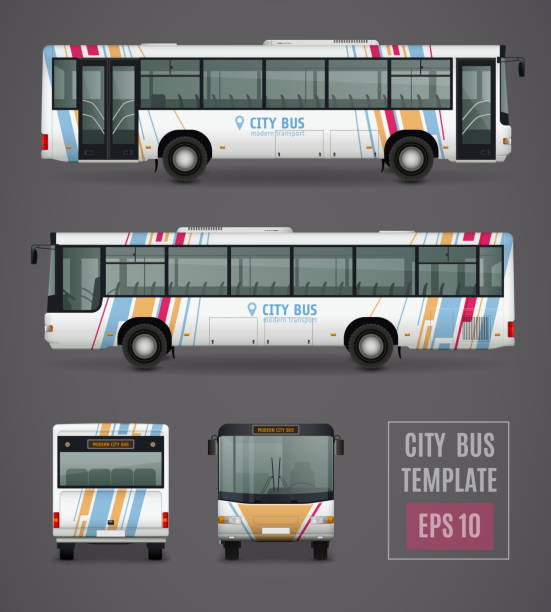 CITY BUS
modern transport
CITY BUS
modern transport
MODERN CITY BUS
MODERN CITY BUS
CITY BUS
TEMPLATE
EPS 10